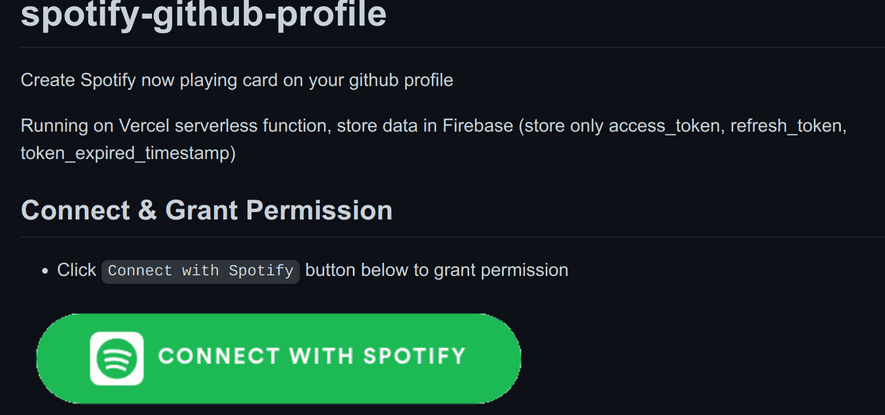 spotify-github-profile
Create Spotify now playing card on your github profile
Running on Vercel serverless function, store data in Firebase (store only access_token, refresh_token,
token_expired_timestamp)
Connect & Grant Permission
• Click Connect with Spotify button below to grant permission
CONNECT WITH SPOTIFY